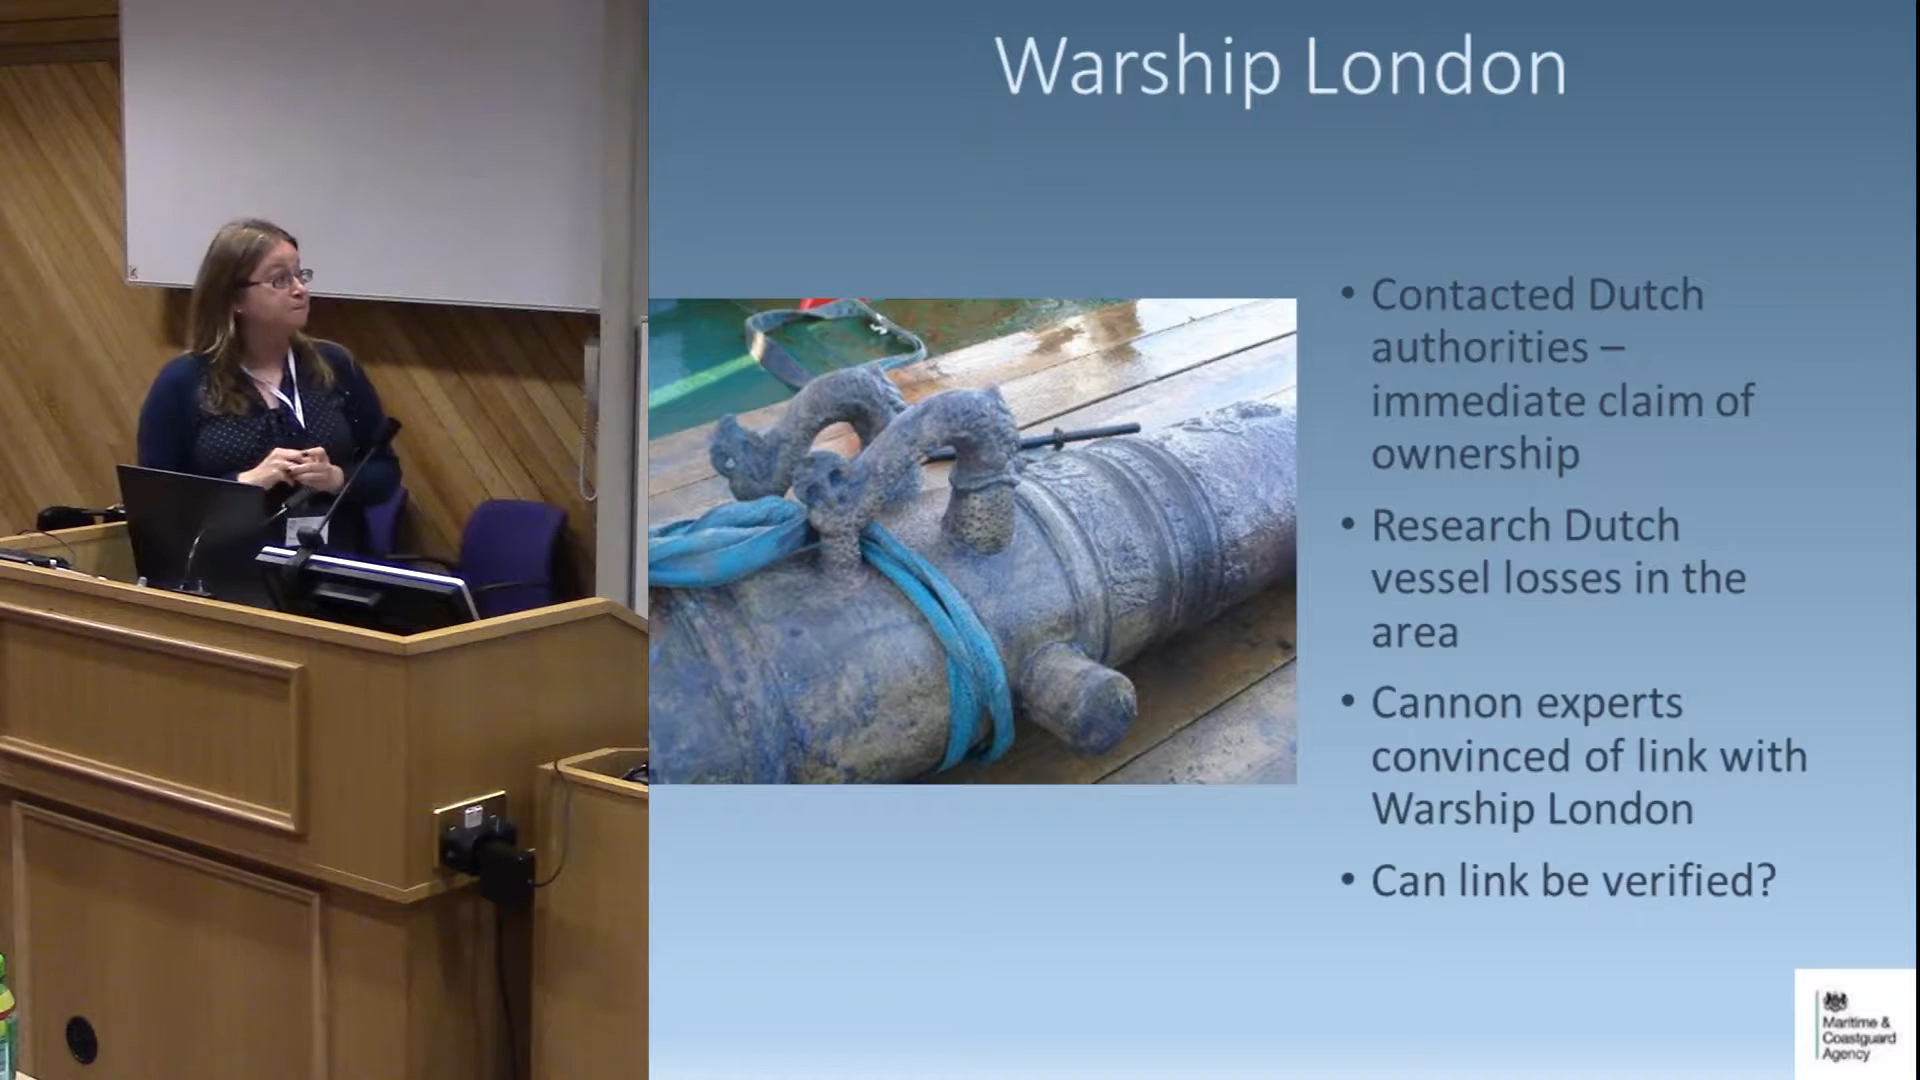 Warship London
• Contacted Dutch
authorities –
immediate claim of
ownership
• Research Dutch
vessel losses in the
area
• Cannon experts
convinced of link with
Warship London
• Can link be verified?
Maritime &
Coastguard
Agency